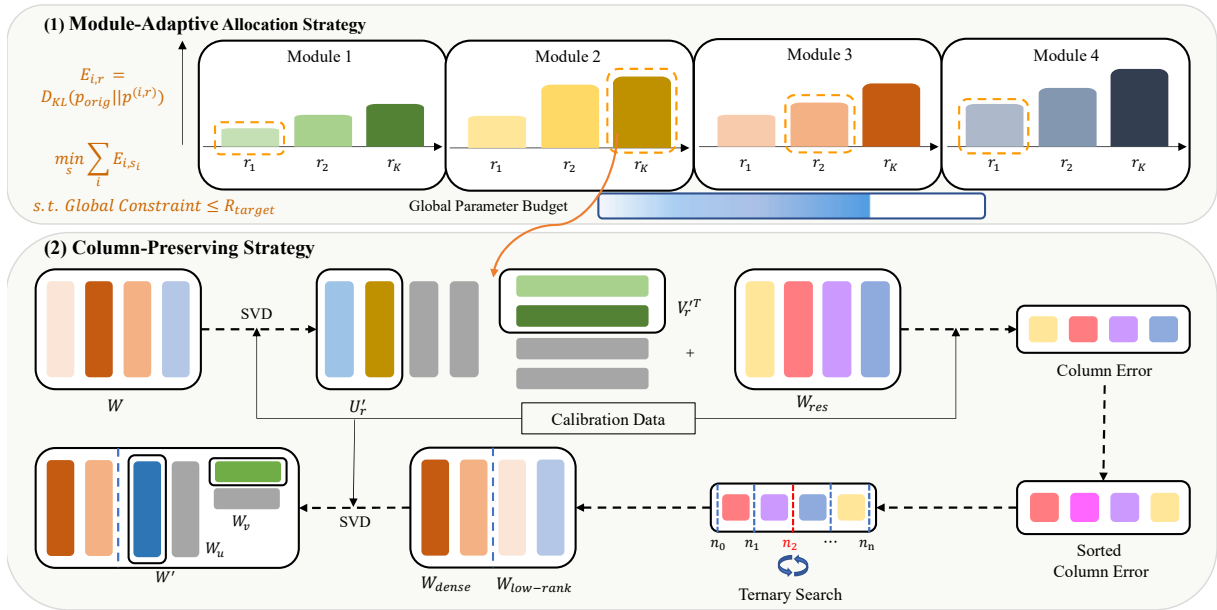 (1) Module-Adaptive Allocation Strategy
E_{i,r} =
D_{KL}(p_{orig}||p^{(i,r)})
min_s ∑_i E_{i,s_i}
s.t. Global Constraint ≤ R_{target}
Module 1
r_1 r_2 r_K
Module 2
r_1 r_2 r_K
Module 3
r_1 r_2 r_K
Module 4
r_1 r_2 r_K
Global Parameter Budget
(2) Column-Preserving Strategy
W
SVD
U'_r
V'^T_r
+
W_{res}
Column Error
Calibration Data
W_v
W_u
W'
SVD
W_{dense} W_{low-rank}
n_0 n_1 n_2 ... n_n
Ternary Search
Sorted
Column Error